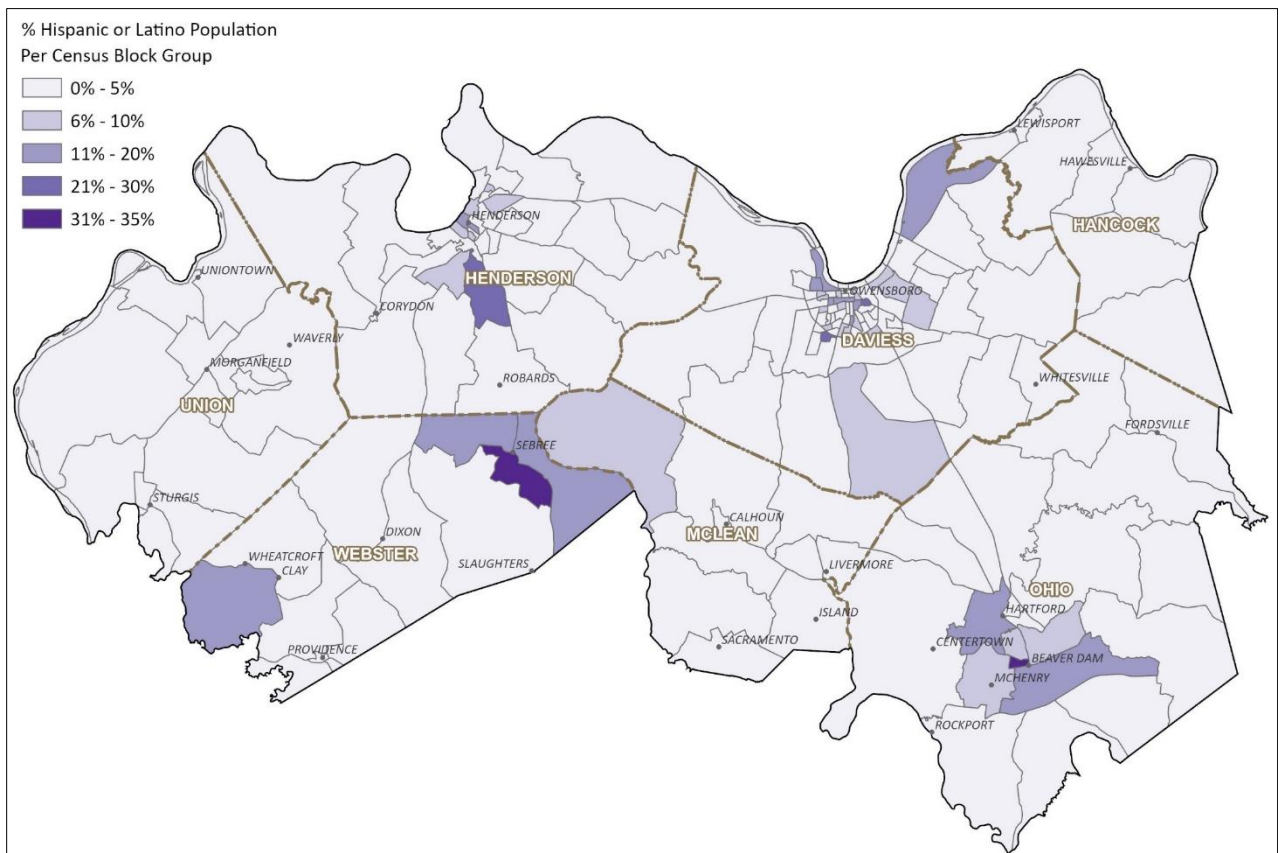 % Hispanic or Latino Population
Per Census Block Group
0% - 5%
6% - 10%
11% - 20%
21% - 30%
31% - 35%
LEWISPORT
HAWESVILLE
HANCOCK
HENDERSON
HENDERSON
UNIONTOWN
CORYDON
OWENSBORO
DAVIESS
WAVERLY
MORGANFIELD
UNION
ROBARDS
WHITESVILLE
FORDSVILLE
SEBREE
STURGIS
DIXON
WEBSTER
CALHOUN
MCLEAN
WHEATCROFT
CLAY
SLAUGHTERS
LIVERMORE
OHIO
HARTFORD
ISLAND
PROVIDENCE
SACRAMENTO
CENTERTOWN
BEAVER DAM
MCHENRY
ROCKPORT